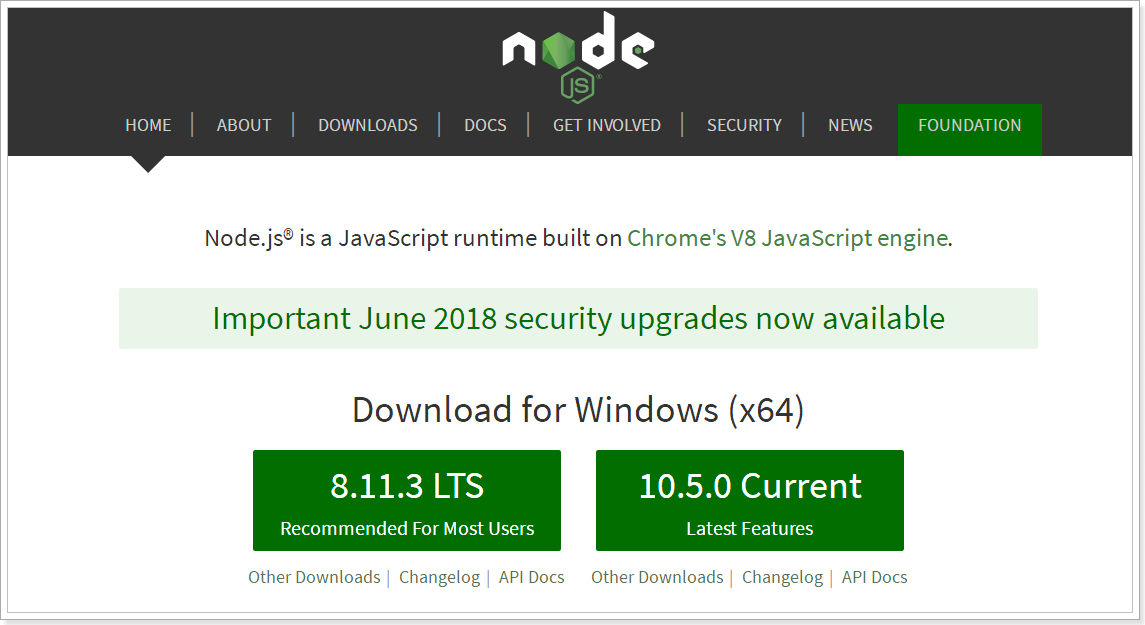 node
JS®
HOME | ABOUT | DOWNLOADS | DOCS | GET INVOLVED | SECURITY | NEWS FOUNDATION
Node.js® is a JavaScript runtime built on Chrome's V8 JavaScript engine.
Important June 2018 security upgrades now available
Download for Windows (x64)
8.11.3 LTS
Recommended For Most Users
10.5.0 Current
Latest Features
Other Downloads | Changelog | API Docs
Other Downloads | Changelog | API Docs